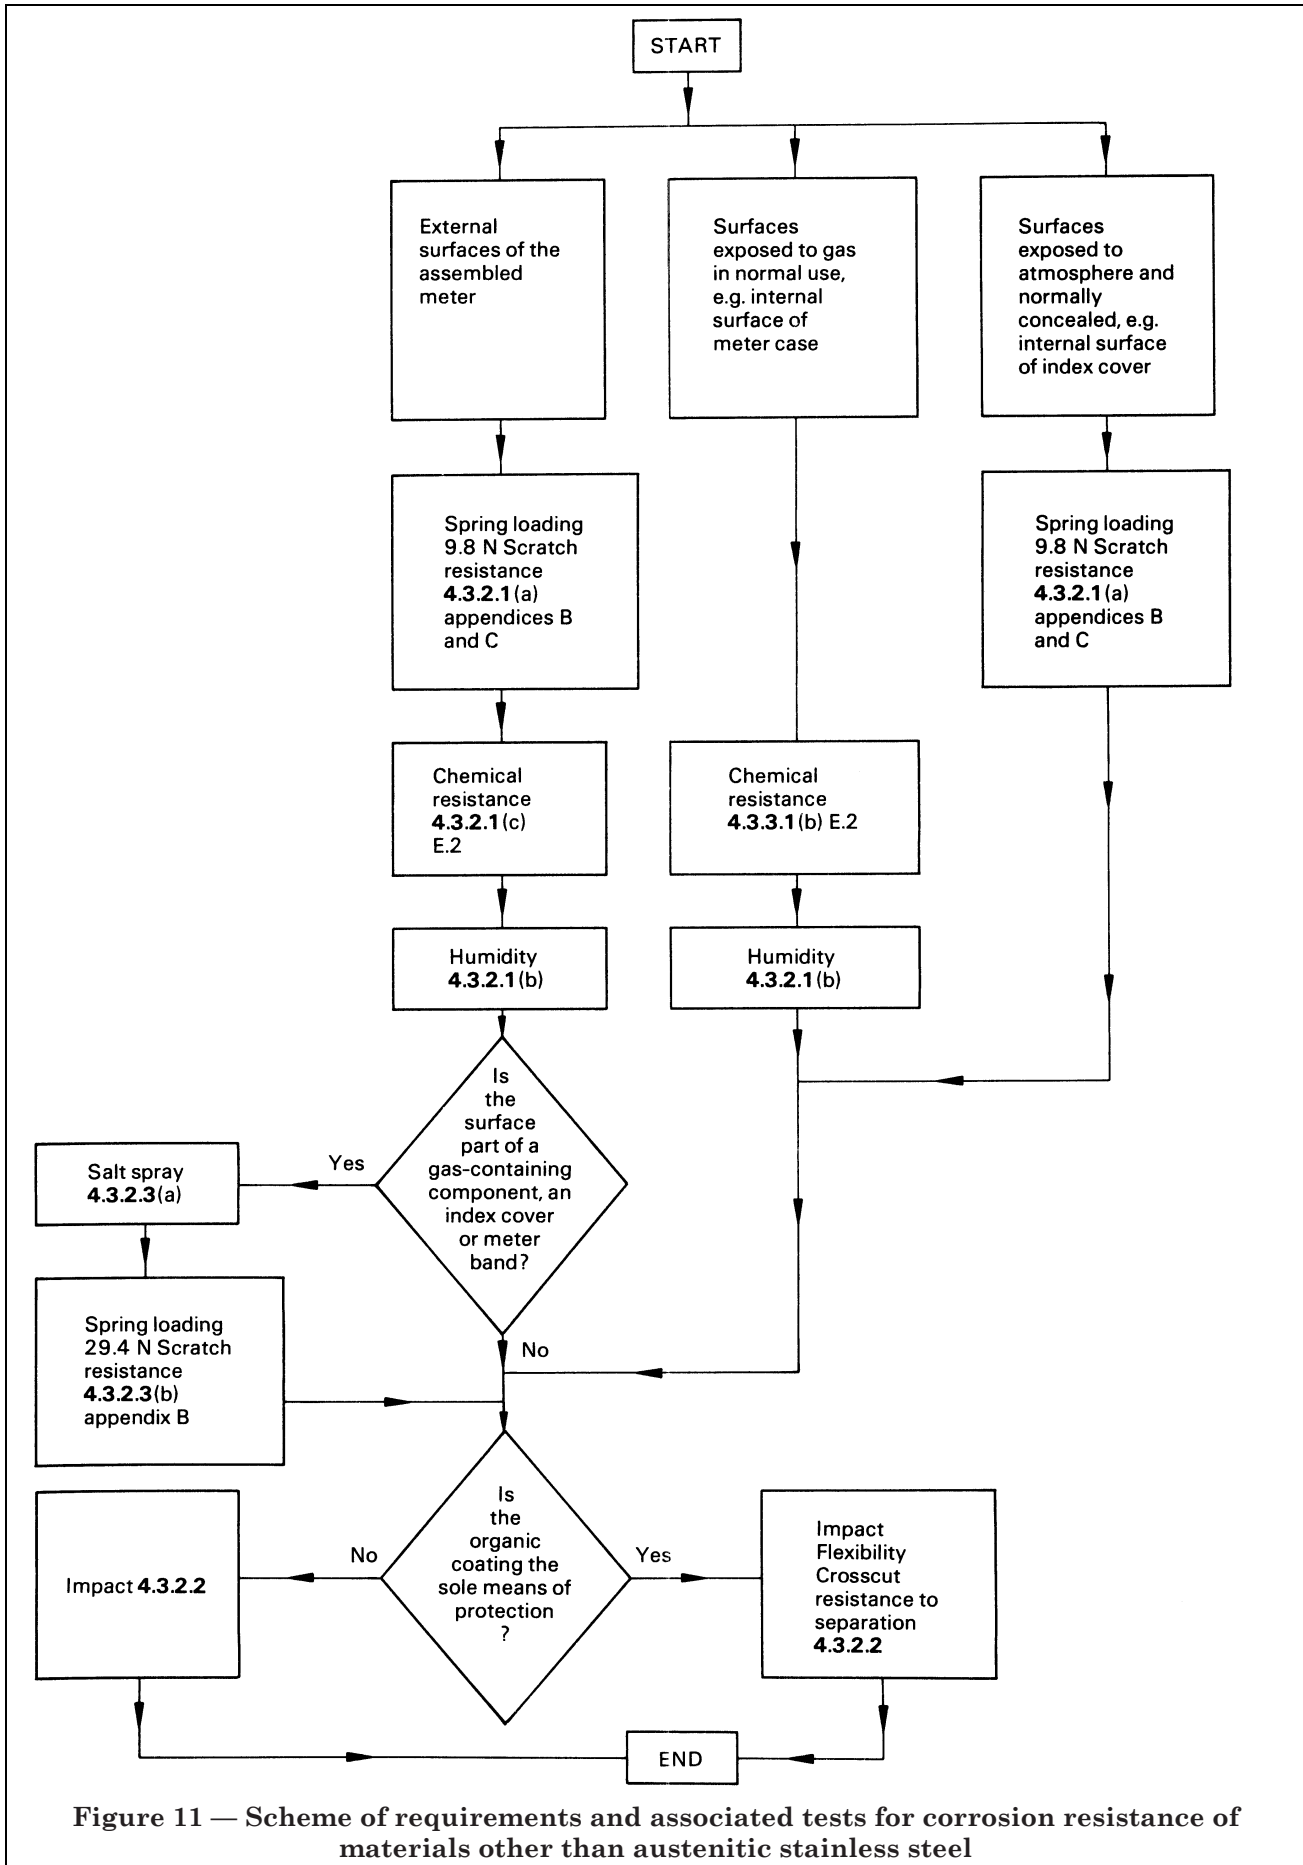 START
External
surfaces of the
assembled
meter
Surfaces
exposed to gas
in normal use,
e.g. internal
surface of
meter case
Surfaces
exposed to
atmosphere and
normally
concealed, e.g.
internal surface
of index cover
Spring loading
9.8 N Scratch
resistance
4.3.2.1(a)
appendices B
and C
Spring loading
9.8 N Scratch
resistance
4.3.2.1(a)
appendices B
and C
Chemical
resistance
4.3.2.1(c)
E.2
Chemical
resistance
4.3.3.1(b) E.2
Humidity
4.3.2.1(b)
Humidity
4.3.2.1(b)
Is
the
surface
part of a
gas-containing
component, an
index cover
or meter
band?
Yes
Salt spray
4.3.2.3(a)
Spring loading
29.4 N Scratch
resistance
4.3.2.3(b)
appendix B
No
Is
the
organic
coating the
sole means of
protection
?
No
Impact 4.3.2.2
Yes
Impact
Flexibility
Crosscut
resistance to
separation
4.3.2.2
END
Figure 11 — Scheme of requirements and associated tests for corrosion resistance of
materials other than austenitic stainless steel